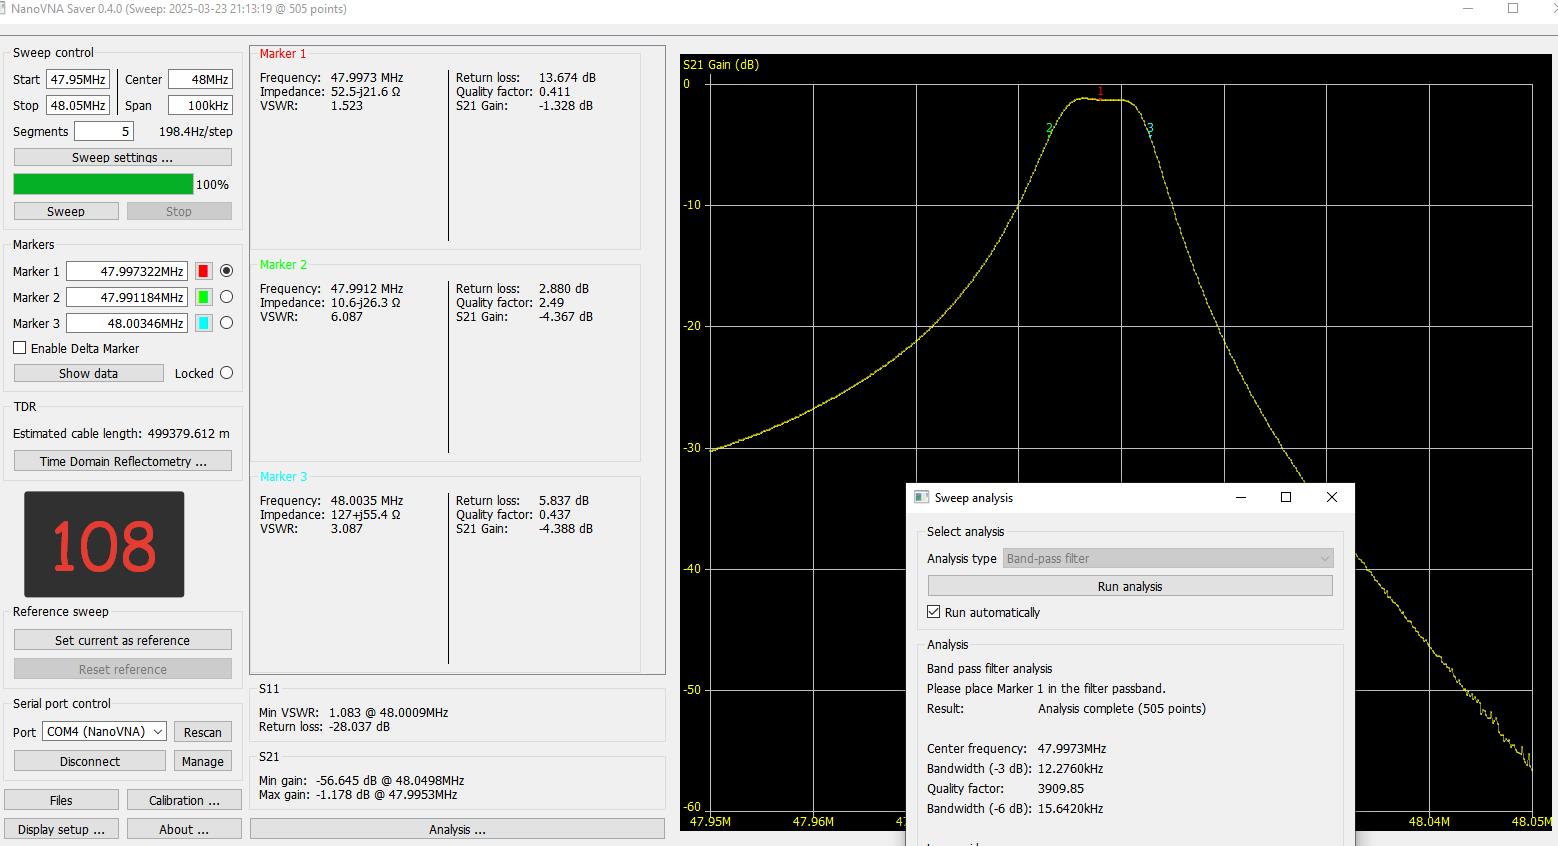 NanoVNA Saver 0.4.0 (Sweep: 2025-03-23 21:13:19 @ 505 points)
Sweep control
Start 47.95MHz Center 48MHz
Stop 48.05MHz Span 100kHz
Segments 5 198.4Hz/step
Sweep settings ...
100%
Sweep Stop
Markers
Marker 1 47.997322MHz
Marker 2 47.991184MHz
Marker 3 48.00346MHz
Enable Delta Marker
Show data Locked
TDR
Estimated cable length: 499379.612 m
Time Domain Reflectometry ...
108
Reference sweep
Set current as reference
Reset reference
Serial port control
Port COM4 (NanoVNA) Rescan
Disconnect Manage
Files Calibration ...
Display setup ... About ...
Marker 1
Frequency: 47.9973 MHz Return loss: 13.674 dB
Impedance: 52.5-j21.6 Ω Quality factor: 0.411
VSWR: 1.523 S21 Gain: -1.328 dB
Marker 2
Frequency: 47.9912 MHz Return loss: 2.880 dB
Impedance: 10.6-j26.3 Ω Quality factor: 2.49
VSWR: 6.087 S21 Gain: -4.367 dB
Marker 3
Frequency: 48.0035 MHz Return loss: 5.837 dB
Impedance: 127+j55.4 Ω Quality factor: 0.437
VSWR: 3.087 S21 Gain: -4.388 dB
S11
Min VSWR: 1.083 @ 48.0009MHz
Return loss: -28.037 dB
S21
Min gain: -56.645 dB @ 48.0498MHz
Max gain: -1.178 dB @ 47.9953MHz
Analysis ...
S21 Gain (dB)
0
1
2 3
-10
-20
-30
-40
-50
-60
47.95M 47.96M 48.04M 48.05M
Sweep analysis
Select analysis
Analysis type Band-pass filter
Run analysis
Run automatically
Analysis
Band pass filter analysis
Please place Marker 1 in the filter passband.
Result: Analysis complete (505 points)
Center frequency: 47.9973MHz
Bandwidth (-3 dB): 12.2760kHz
Quality factor: 3909.85
Bandwidth (-6 dB): 15.6420kHz